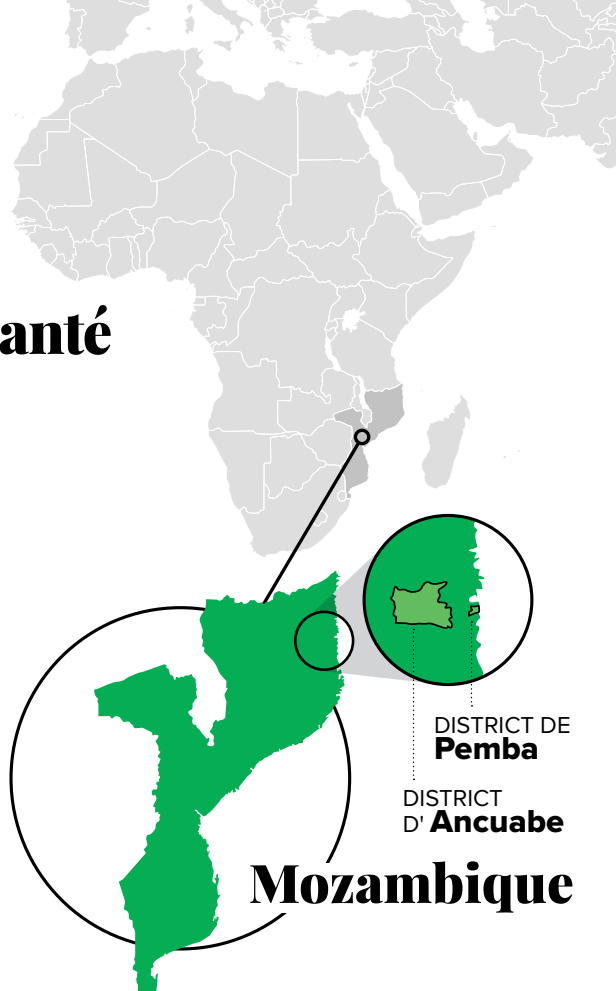 anté
DISTRICT DE
Pemba
DISTRICT
D' Ancuabe
Mozambique